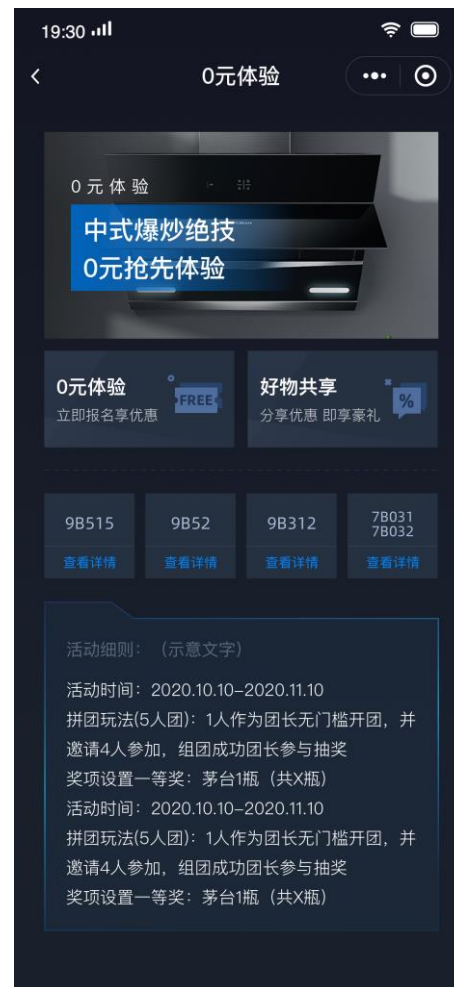 19:30
0元体验
0元体验
中式爆炒绝技
0元抢先体验
0元体验
立即报名享优惠
FREE
好物共享
分享优惠 即享豪礼
%
9B515
9B52
9B312
7B031
7B032
查看详情
查看详情
查看详情
查看详情
活动细则：（示意文字）
活动时间：2020.10.10-2020.11.10
拼团玩法(5人团)：1人作为团长无门槛开团，并
邀请4人参加，组团成功团长参与抽奖
奖项设置一等奖：茅台1瓶（共X瓶）
活动时间：2020.10.10-2020.11.10
拼团玩法(5人团)：1人作为团长无门槛开团，并
邀请4人参加，组团成功团长参与抽奖
奖项设置一等奖：茅台1瓶（共X瓶）